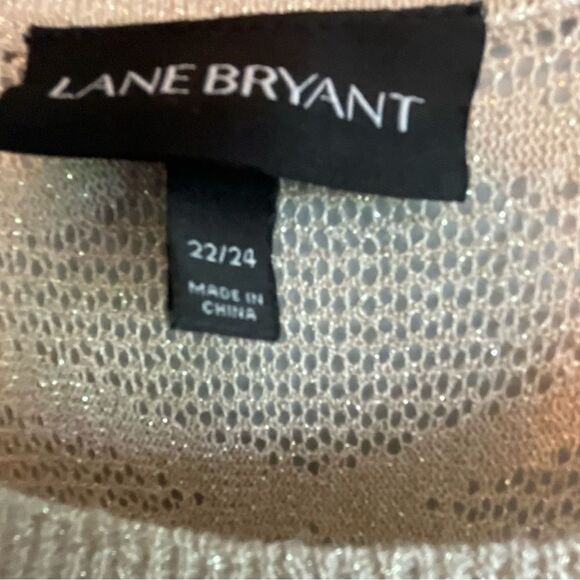 LANE BRYANT
22/24
MADE IN
CHINA